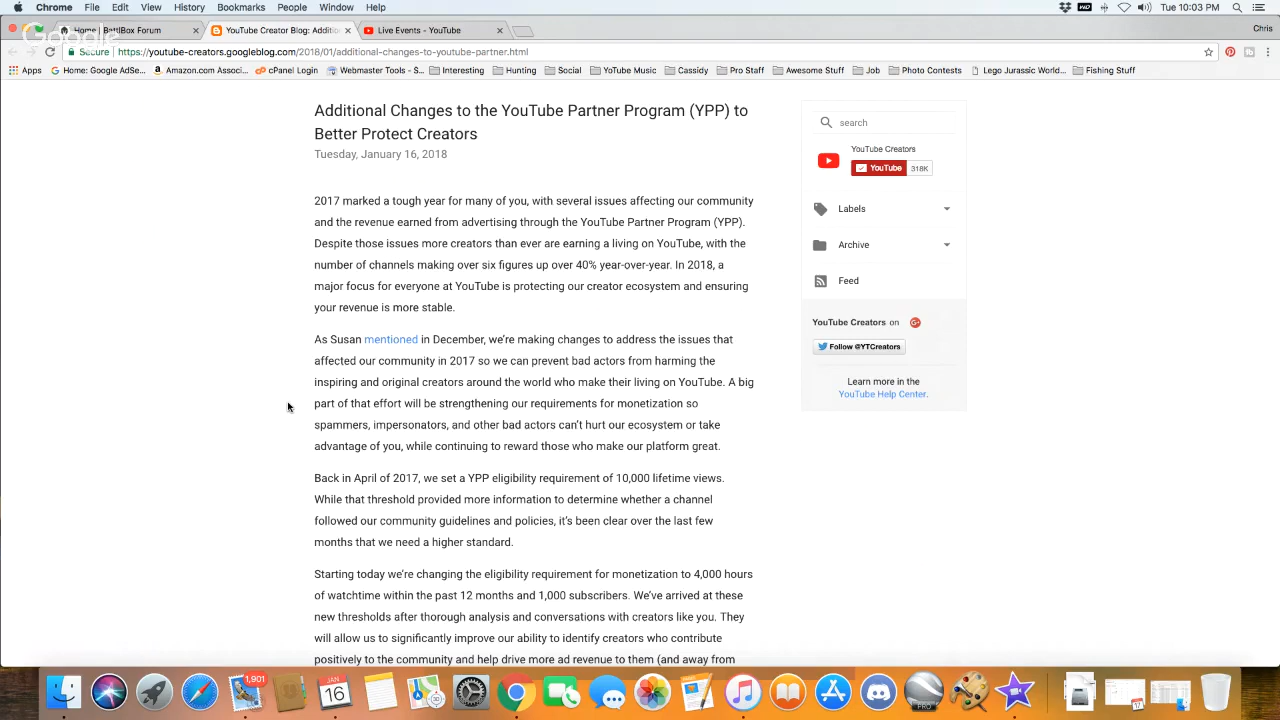 Chrome File Edit View History Bookmarks People Window Help Tue 10:03 PM
Home | BattlBox Forum YouTube Creator Blog: Additio Live Events - YouTube Chris
Google
Secure https://youtube-creators.googleblog.com/2018/01/additional-changes-to-youtube-partner.html
Apps Google: Home: Google AdSe... Amazon.com Associ... cPanel Login Webmaster Tools - S... Interesting Hunting Social YoTube Music Cassidy Pro Staff Awesome Stuff Job Photo Contests Lego Jurassic World... Fishing Stuff
Additional Changes to the YouTube Partner Program (YPP) to
Better Protect Creators
Tuesday, January 16, 2018
2017 marked a tough year for many of you, with several issues affecting our community
and the revenue earned from advertising through the YouTube Partner Program (YPP).
Despite those issues more creators than ever are earning a living on YouTube, with the
number of channels making over six figures up over 40% year-over-year. In 2018, a
major focus for everyone at YouTube is protecting our creator ecosystem and ensuring
your revenue is more stable.
As Susan mentioned in December, we're making changes to address the issues that
affected our community in 2017 so we can prevent bad actors from harming the
inspiring and original creators around the world who make their living on YouTube. A big
part of that effort will be strengthening our requirements for monetization so
spammers, impersonators, and other bad actors can't hurt our ecosystem or take
advantage of you, while continuing to reward those who make our platform great.
Back in April of 2017, we set a YPP eligibility requirement of 10,000 lifetime views.
While that threshold provided more information to determine whether a channel
followed our community guidelines and policies, it's been clear over the last few
months that we need a higher standard.
Starting today we're changing the eligibility requirement for monetization to 4,000 hours
of watchtime within the past 12 months and 1,000 subscribers. We've arrived at these
new thresholds after thorough analysis and conversations with creators like you. They
will allow us to significantly improve our ability to identify creators who contribute
positively to the community and help drive more ad revenue to them (and away from
search
YouTube Creators
YouTube 318K
Labels
Archive
Feed
YouTube Creators on
Follow @YTCreators
Learn more in the
YouTube Help Center.
1,901
JAN
16
PRO
17